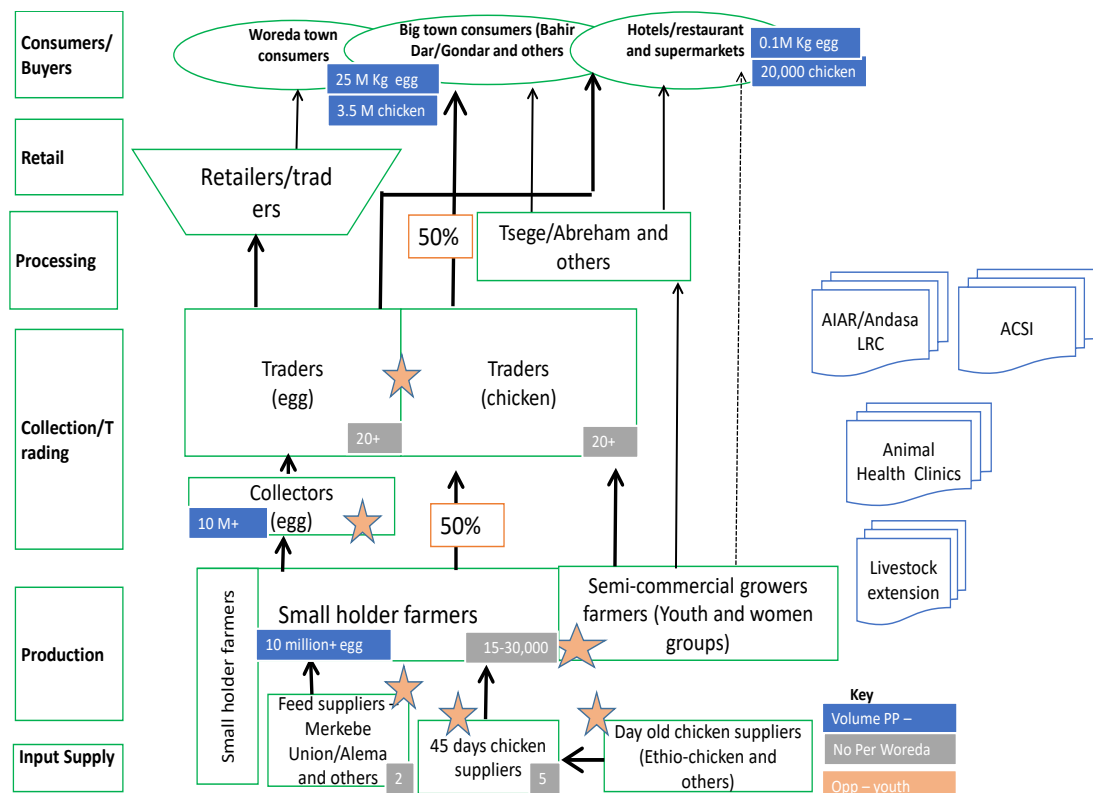 Consumers/
Buyers
Woreda town
consumers
Big town consumers (Bahir
Dar/Gondar and others
Hotels/restaurant
and supermarkets
0.1M Kg egg
20,000 chicken
25 M Kg egg
3.5 M chicken
Retail
Retailers/trad
ers
Processing
50%
Tsege/Abreham and
others
AIAR/Andasa
LRC
ACSI
Collection/T
rading
Traders
(egg)
20+
Traders
(chicken)
20+
Collectors
(egg)
10 M+
50%
Animal
Health Clinics
Livestock
extension
Production
Small holder farmers
Small holder farmers
10 million+ egg
15-30,000
Semi-commercial growers
farmers (Youth and women
groups)
Input Supply
Feed suppliers –
Merkebe
Union/Alema
and others
2
45 days chicken
suppliers
5
Day old chicken suppliers
(Ethio-chicken and
others)
Key
Volume PP –
No Per Woreda
Opp – youth